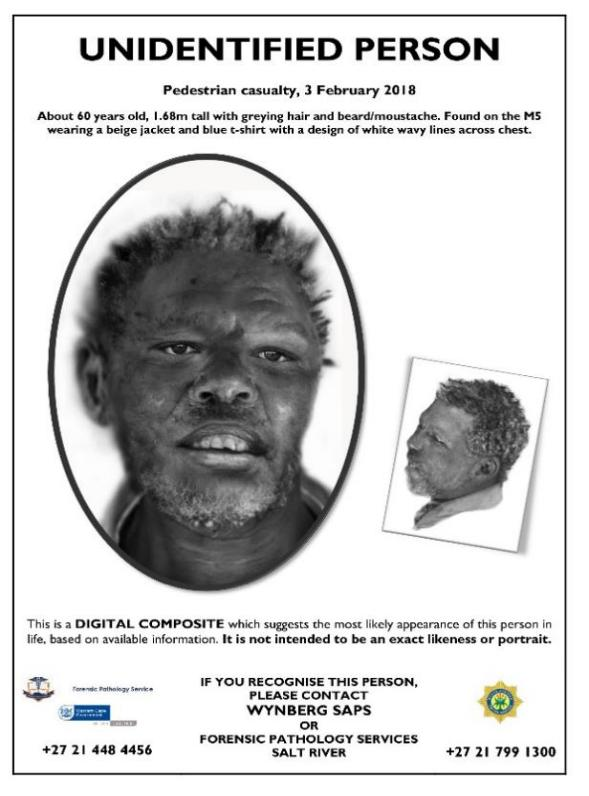 UNIDENTIFIED PERSON
Pedestrian casualty, 3 February 2018
About 60 years old, 1.68m tall with greying hair and beard/moustache. Found on the M5
wearing a beige jacket and blue t-shirt with a design of white wavy lines across chest.
This is a DIGITAL COMPOSITE which suggests the most likely appearance of this person in
life, based on available information. It is not intended to be an exact likeness or portrait.
Forensic Pathology Service
Western Cape
Government
+27 21 448 4456
IF YOU RECOGNISE THIS PERSON,
PLEASE CONTACT
WYNBERG SAPS
OR
FORENSIC PATHOLOGY SERVICES
SALT RIVER
+27 21 799 1300